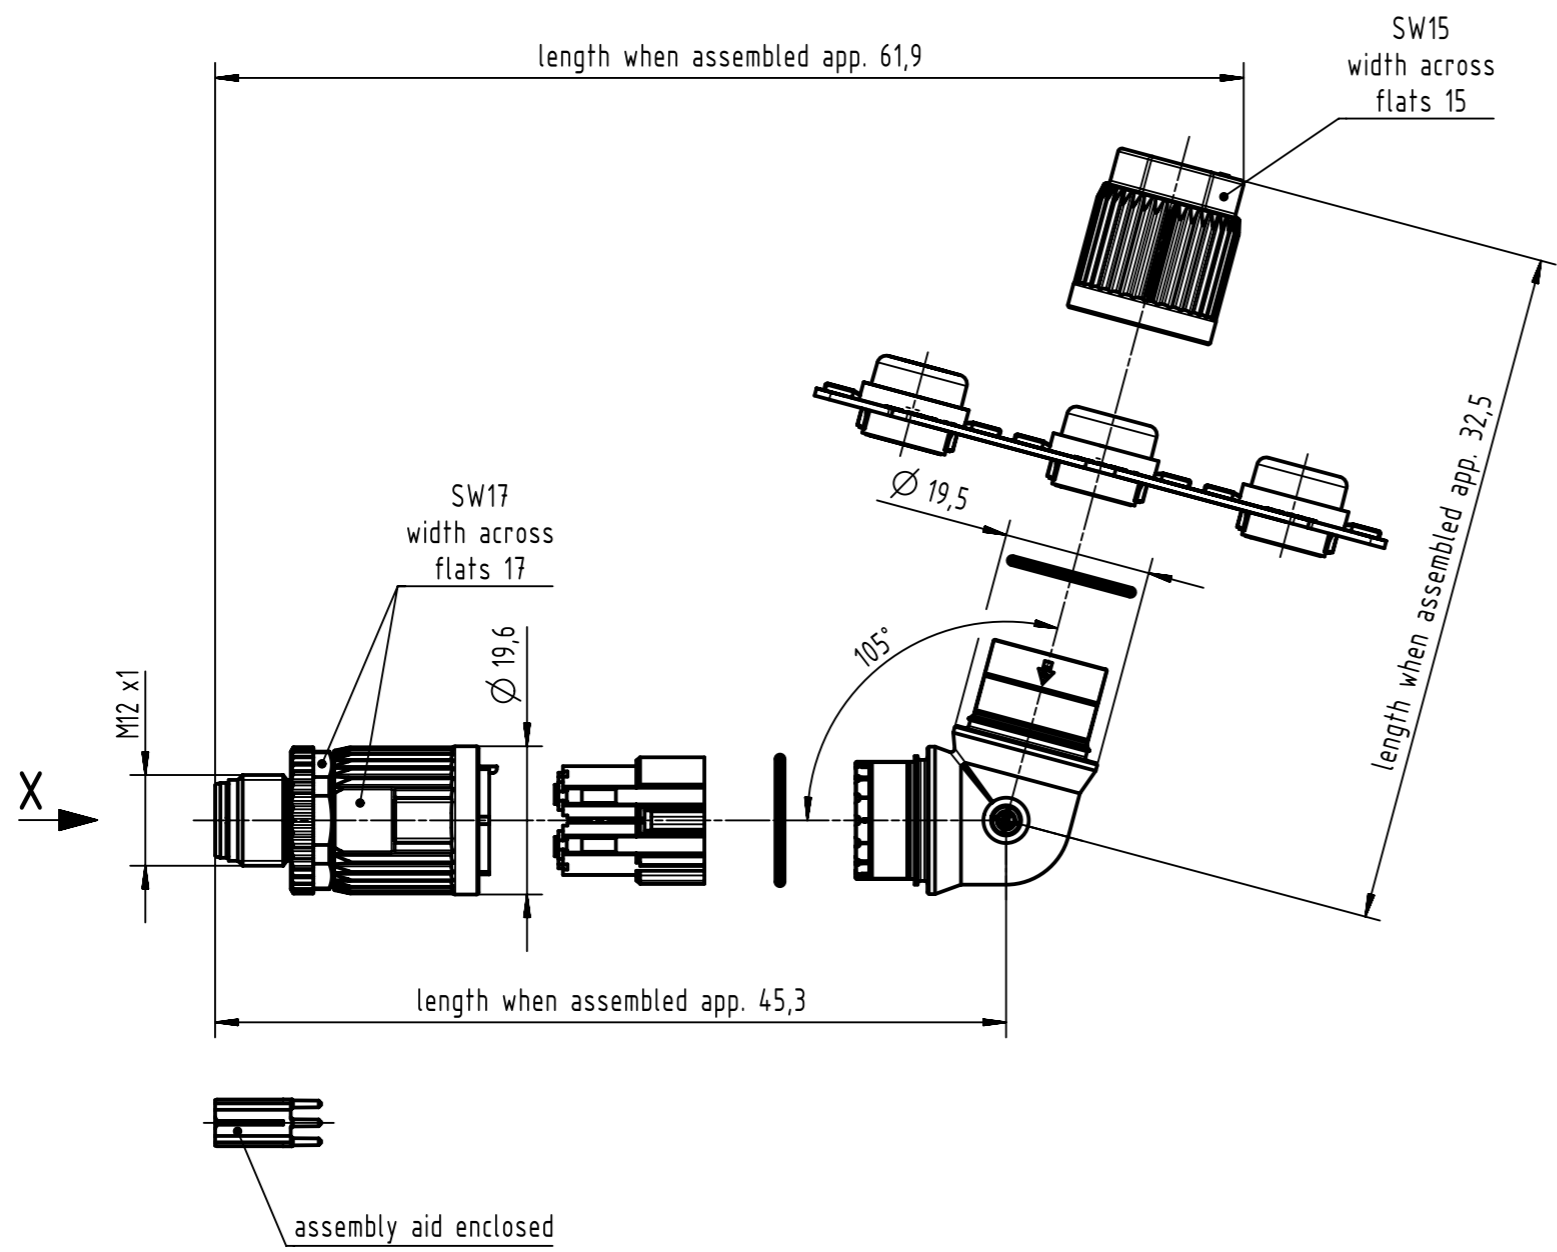 length when assembled app. 61,9
SW15
width across
flats 15
length when assembled app. 32,5
Ø 19,5
105°
SW17
width across
flats 17
Ø 19,6
M12 x1
X
length when assembled app. 45,3
assembly aid enclosed